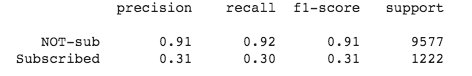 precision recall f1-score support
NOT-sub 0.91 0.92 0.91 9577
Subscribed 0.31 0.30 0.31 1222